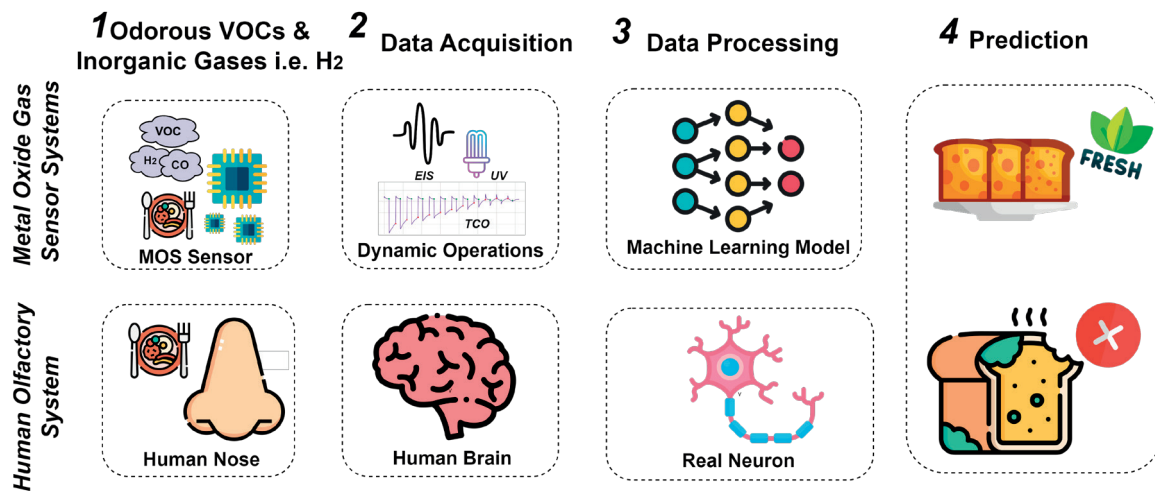 1 Odorous VOCs &
Inorganic Gases i.e. H₂
2 Data Acquisition
3 Data Processing
4 Prediction
Metal Oxide Gas
Sensor Systems
VOC
H₂
CO
MOS Sensor
EIS
UV
TCO
Dynamic Operations
Machine Learning Model
FRESH
Human Olfactory
System
Human Nose
Human Brain
Real Neuron